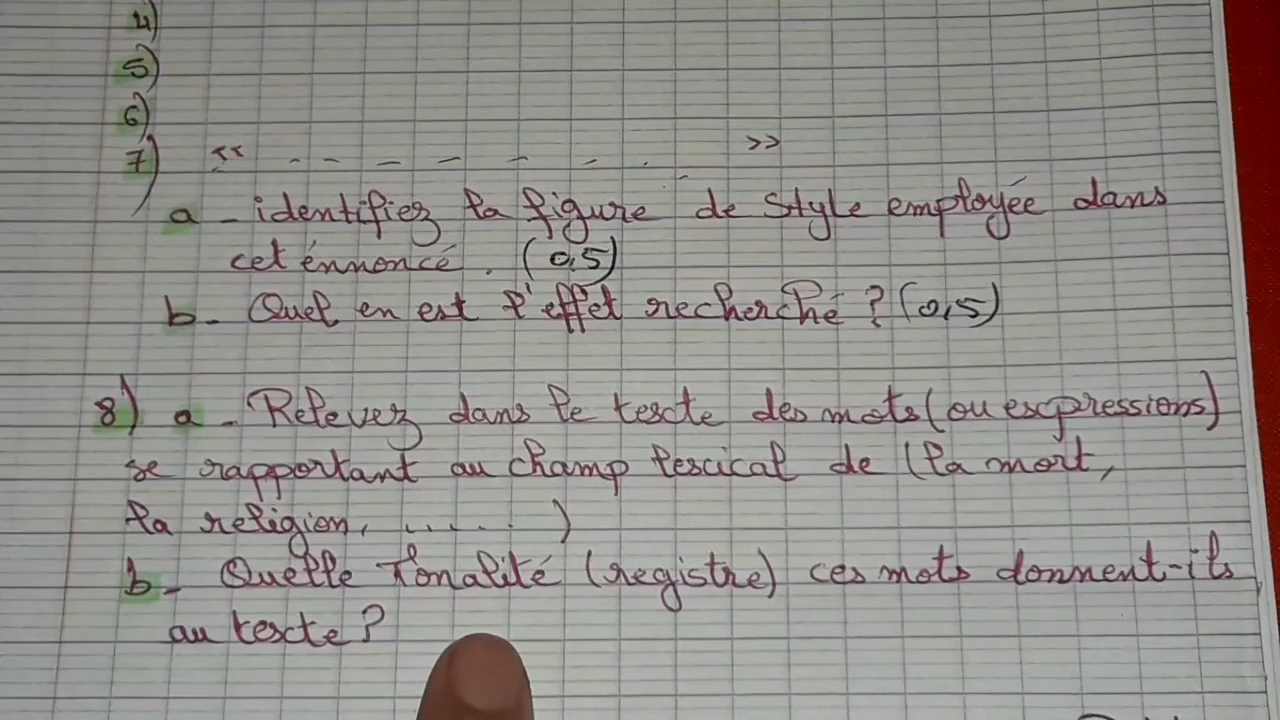 4)
5)
6)
7) « - - - - - - . - »
a - identifiez la figure de style employée dans
cet énnoncé. (0,5)
b - Quel en est l'effet recherché ? (0,5)
8) a - Relevez dans le texte des mots (ou expressions)
se rapportant au champ lexical de (la mort,
la religion, ......)
b - Quelle Tonalité (registre) ces mots donnent-ils
au texte ?